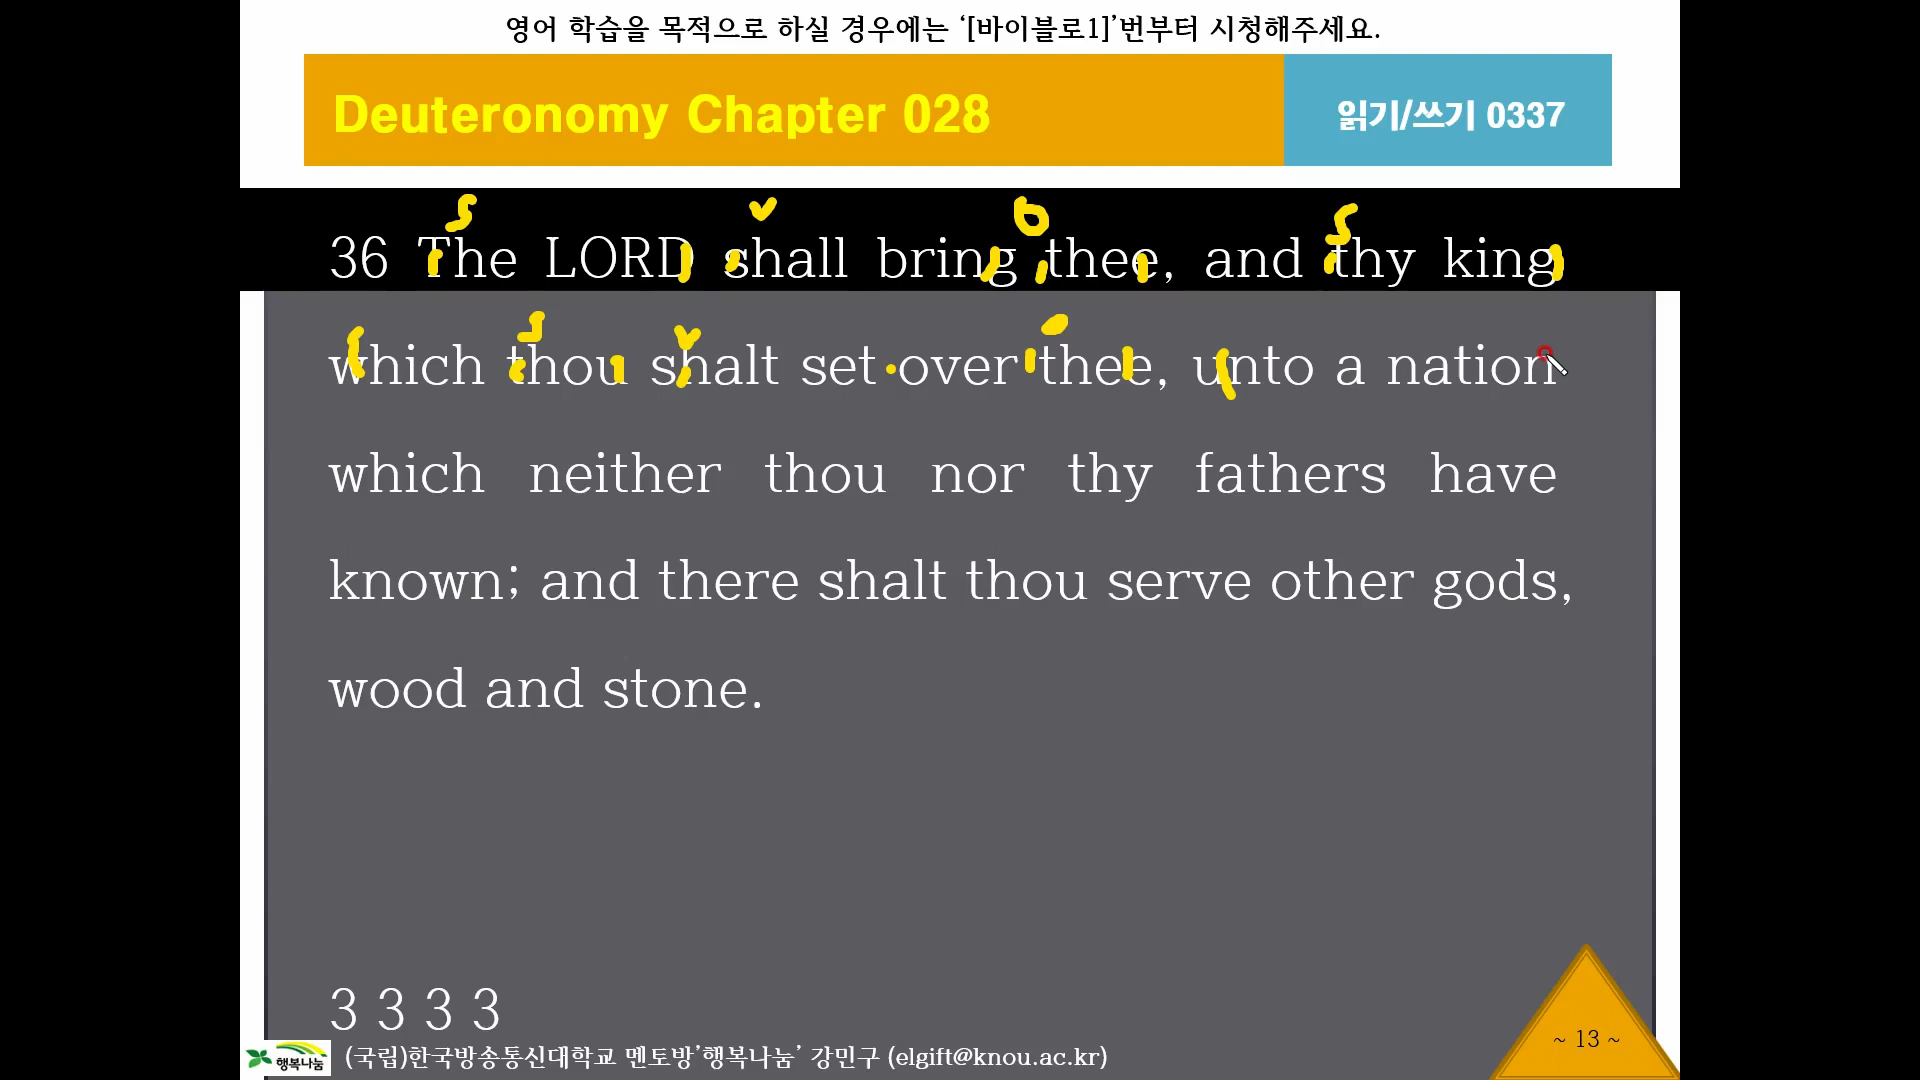 영어 학습을 목적으로 하실 경우에는 ‘[바이블로1]’번부터 시청해주세요.
Deuteronomy Chapter 028
읽기/쓰기 0337
s v b s
36 The LORD shall bring thee, and thy king
s v o
which thou shalt set over thee, unto a nation
which neither thou nor thy fathers have
known; and there shalt thou serve other gods,
wood and stone.
3 3 3 3
~ 13 ~
행복나눔 (국립)한국방송통신대학교 멘토방’행복나눔’ 강민구 (elgift@knou.ac.kr)